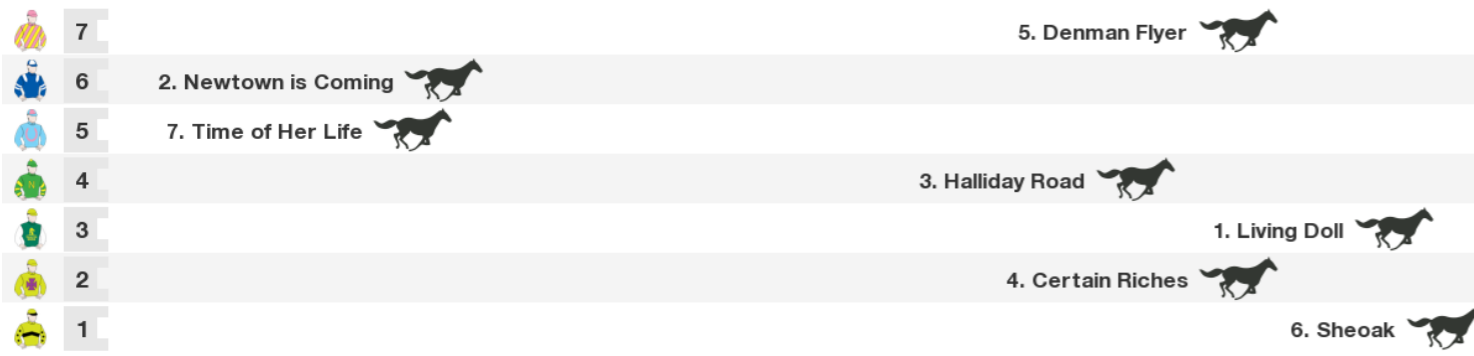 7 5. Denman Flyer
6 2. Newtown is Coming
5 7. Time of Her Life
4 3. Halliday Road
3 1. Living Doll
2 4. Certain Riches
1 6. Sheoak